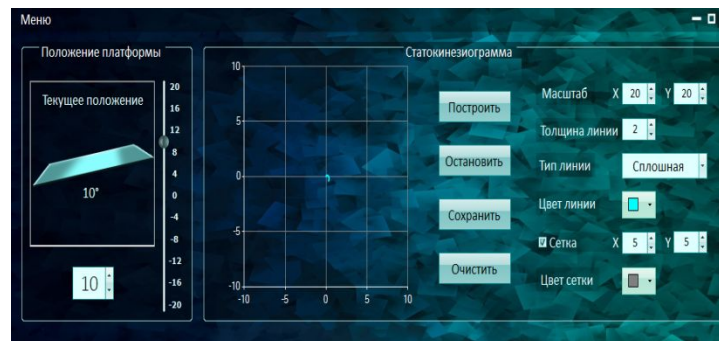 Меню
Положение платформы
Текущее положение
10°
10
20
16
12
8
4
0
-4
-8
-12
-16
-20
Статокинезиограмма
10
5
0
-5
-10
-10 -5 0 5 10
Построить
Остановить
Сохранить
Очистить
Масштаб X 20 Y 20
Толщина линии 2
Тип линии Сплошная
Цвет линии
Сетка X 5 Y 5
Цвет сетки